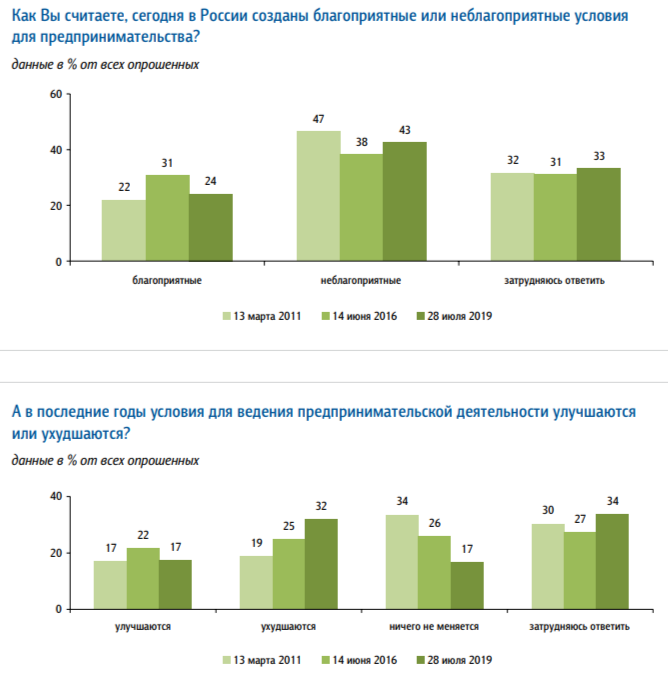 Как Вы считаете, сегодня в России созданы благоприятные или неблагоприятные условия
для предпринимательства?
данные в % от всех опрошенных
60
40
20
0
22
31
24
47
38
43
32
31
33
благоприятные
неблагоприятные
затрудняюсь ответить
13 марта 2011
14 июня 2016
28 июля 2019
А в последние годы условия для ведения предпринимательской деятельности улучшаются
или ухудшаются?
данные в % от всех опрошенных
40
20
0
17
22
17
19
25
32
34
26
17
30
27
34
улучшаются
ухудшаются
ничего не меняется
затрудняюсь ответить
13 марта 2011
14 июня 2016
28 июля 2019